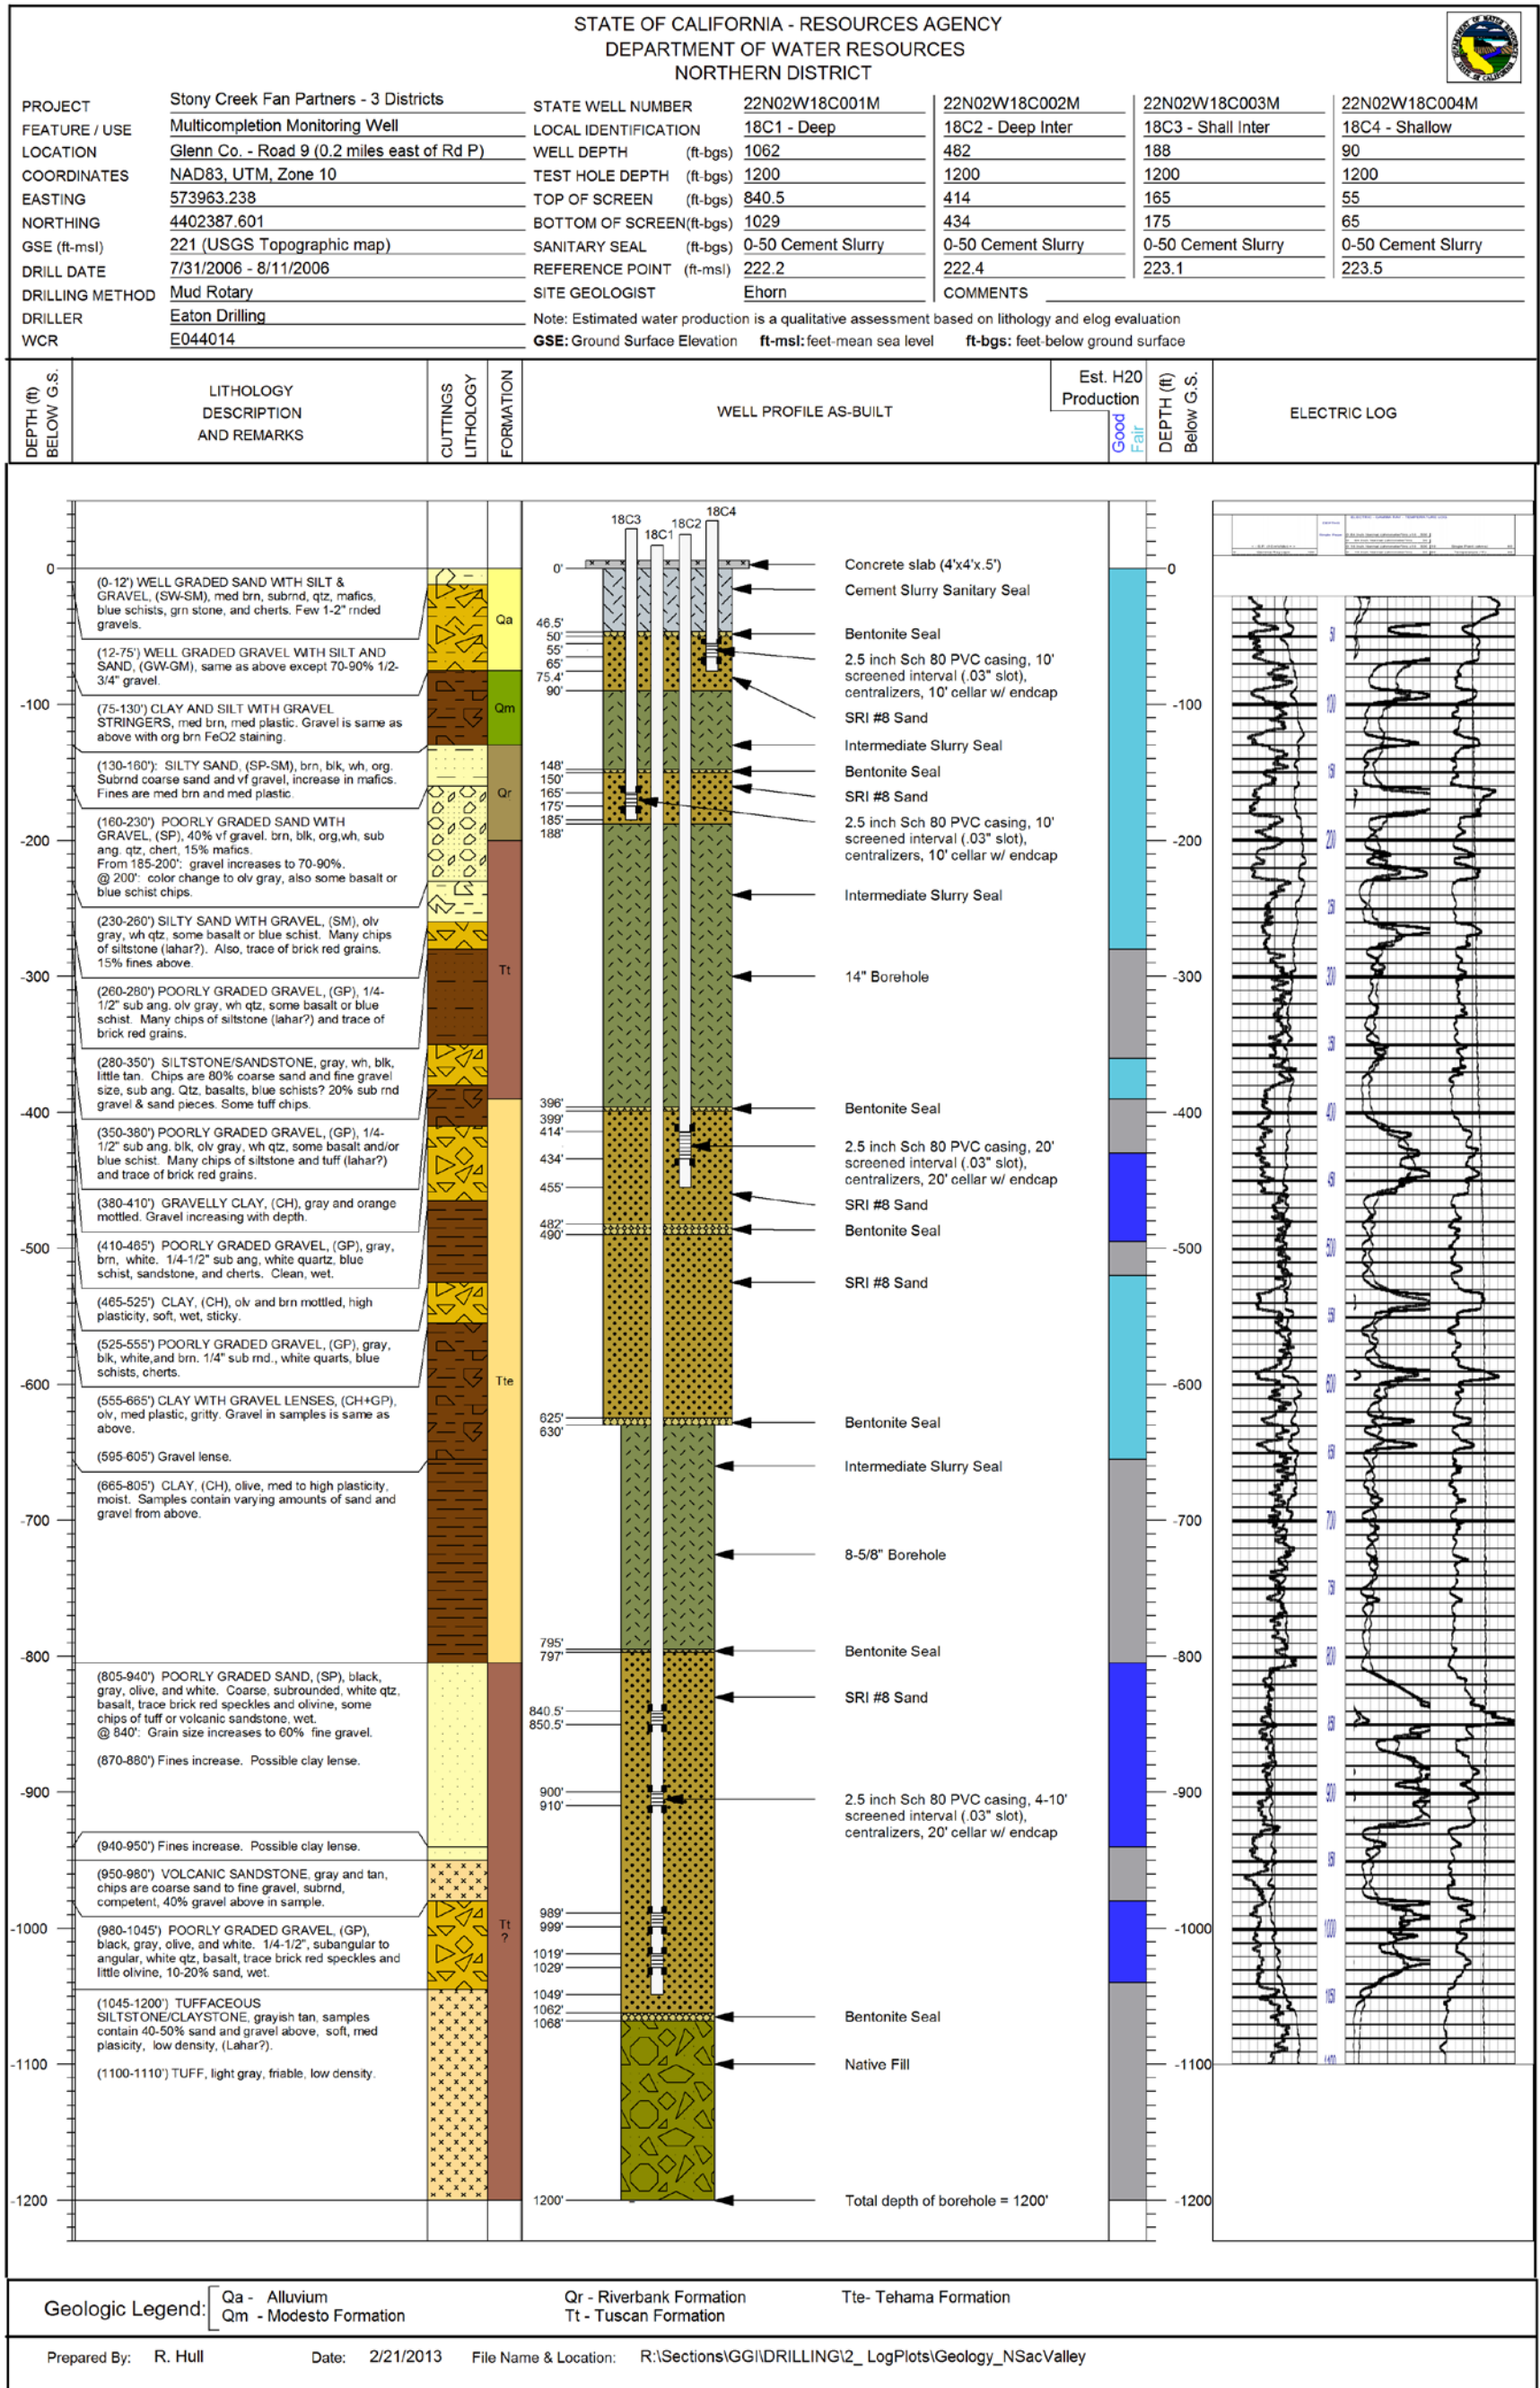 STATE OF CALIFORNIA - RESOURCES AGENCY
DEPARTMENT OF WATER RESOURCES
NORTHERN DISTRICT
PROJECT Stony Creek Fan Partners - 3 Districts
FEATURE / USE Multicompletion Monitoring Well
LOCATION Glenn Co. - Road 9 (0.2 miles east of Rd P)
COORDINATES NAD83, UTM, Zone 10
EASTING 573963.238
NORTHING 4402387.601
GSE (ft-msl) 221 (USGS Topographic map)
DRILL DATE 7/31/2006 - 8/11/2006
DRILLING METHOD Mud Rotary
DRILLER Eaton Drilling
WCR E044014
STATE WELL NUMBER 22N02W18C001M 22N02W18C002M 22N02W18C003M 22N02W18C004M
LOCAL IDENTIFICATION 18C1 - Deep 18C2 - Deep Inter 18C3 - Shall Inter 18C4 - Shallow
WELL DEPTH (ft-bgs) 1062 482 188 90
TEST HOLE DEPTH (ft-bgs) 1200 1200 1200 1200
TOP OF SCREEN (ft-bgs) 840.5 414 165 55
BOTTOM OF SCREEN(ft-bgs) 1029 434 175 65
SANITARY SEAL (ft-bgs) 0-50 Cement Slurry 0-50 Cement Slurry 0-50 Cement Slurry 0-50 Cement Slurry
REFERENCE POINT (ft-msl) 222.2 222.4 223.1 223.5
SITE GEOLOGIST Ehorn COMMENTS
Note: Estimated water production is a qualitative assessment based on lithology and elog evaluation
GSE: Ground Surface Elevation ft-msl: feet-mean sea level ft-bgs: feet-below ground surface
DEPTH (ft)
BELOW G.S.
LITHOLOGY
DESCRIPTION
AND REMARKS
CUTTINGS
LITHOLOGY
FORMATION
WELL PROFILE AS-BUILT
Est. H20
Production
Good
Fair
DEPTH (ft)
Below G.S.
ELECTRIC LOG
0
-100
-200
-300
-400
-500
-600
-700
-800
-900
-1000
-1100
-1200
(0-12') WELL GRADED SAND WITH SILT &
GRAVEL, (SW-SM), med brn, subrnd, qtz, mafics,
blue schists, grn stone, and cherts. Few 1-2" rnded
gravels.
(12-75') WELL GRADED GRAVEL WITH SILT AND
SAND, (GW-GM), same as above except 70-90% 1/2-
3/4" gravel.
(75-130') CLAY AND SILT WITH GRAVEL
STRINGERS, med brn, med plastic. Gravel is same as
above with org brn FeO2 staining.
(130-160'): SILTY SAND, (SP-SM), brn, blk, wh, org.
Subrnd coarse sand and vf gravel, increase in mafics.
Fines are med brn and med plastic.
(160-230') POORLY GRADED SAND WITH
GRAVEL, (SP), 40% vf gravel. brn, blk, org,wh, sub
ang. qtz, chert, 15% mafics.
From 185-200': gravel increases to 70-90%.
@ 200': color change to olv gray, also some basalt or
blue schist chips.
(230-260') SILTY SAND WITH GRAVEL, (SM), olv
gray, wh qtz, some basalt or blue schist. Many chips
of siltstone (lahar?). Also, trace of brick red grains.
15% fines above.
(260-280') POORLY GRADED GRAVEL, (GP), 1/4-
1/2" sub ang. olv gray, wh qtz, some basalt or blue
schist. Many chips of siltstone (lahar?) and trace of
brick red grains.
(280-350') SILTSTONE/SANDSTONE, gray, wh, blk,
little tan. Chips are 80% coarse sand and fine gravel
size, sub ang. Qtz, basalts, blue schists? 20% sub rnd
gravel & sand pieces. Some tuff chips.
(350-380') POORLY GRADED GRAVEL, (GP), 1/4-
1/2" sub ang. blk, olv gray, wh qtz, some basalt and/or
blue schist. Many chips of siltstone and tuff (lahar?)
and trace of brick red grains.
(380-410') GRAVELLY CLAY, (CH), gray and orange
mottled. Gravel increasing with depth.
(410-465') POORLY GRADED GRAVEL, (GP), gray,
brn, white. 1/4-1/2" sub ang, white quartz, blue
schist, sandstone, and cherts. Clean, wet.
(465-525') CLAY, (CH), olv and brn mottled, high
plasticity, soft, wet, sticky.
(525-555') POORLY GRADED GRAVEL, (GP), gray,
blk, white,and brn. 1/4" sub rnd., white quarts, blue
schists, cherts.
(555-665') CLAY WITH GRAVEL LENSES, (CH+GP),
olv, med plastic, gritty. Gravel in samples is same as
above.
(595-605') Gravel lense.
(665-805') CLAY, (CH), olive, med to high plasticity,
moist. Samples contain varying amounts of sand and
gravel from above.
(805-940') POORLY GRADED SAND, (SP), black,
gray, olive, and white. Coarse, subrounded, white qtz,
basalt, trace brick red speckles and olivine, some
chips of tuff or volcanic sandstone, wet.
@ 840': Grain size increases to 60% fine gravel.
(870-880') Fines increase. Possible clay lense.
(940-950') Fines increase. Possible clay lense.
(950-980') VOLCANIC SANDSTONE, gray and tan,
chips are coarse sand to fine gravel, subrnd,
competent, 40% gravel above in sample.
(980-1045') POORLY GRADED GRAVEL, (GP),
black, gray, olive, and white. 1/4-1/2", subangular to
angular, white qtz, basalt, trace brick red speckles and
little olivine, 10-20% sand, wet.
(1045-1200') TUFFACEOUS
SILTSTONE/CLAYSTONE, grayish tan, samples
contain 40-50% sand and gravel above, soft, med
plasicity, low density, (Lahar?).
(1100-1110') TUFF, light gray, friable, low density.
Qa
Qm
Qr
Tt
Tte
Tt
?
18C3
18C1
18C2
18C4
0'
46.5'
50'
55'
65'
75.4'
90'
148'
150'
165'
175'
185'
188'
396'
399'
414'
434'
455'
482'
490'
625'
630'
795'
797'
840.5'
850.5'
900'
910'
989'
999'
1019'
1029'
1049'
1062'
1068'
1200'
Concrete slab (4'x4'x.5')
Cement Slurry Sanitary Seal
Bentonite Seal
2.5 inch Sch 80 PVC casing, 10'
screened interval (.03" slot),
centralizers, 10' cellar w/ endcap
SRI #8 Sand
Intermediate Slurry Seal
Bentonite Seal
SRI #8 Sand
2.5 inch Sch 80 PVC casing, 10'
screened interval (.03" slot),
centralizers, 10' cellar w/ endcap
Intermediate Slurry Seal
14" Borehole
Bentonite Seal
2.5 inch Sch 80 PVC casing, 20'
screened interval (.03" slot),
centralizers, 20' cellar w/ endcap
SRI #8 Sand
Bentonite Seal
SRI #8 Sand
Bentonite Seal
Intermediate Slurry Seal
8-5/8" Borehole
Bentonite Seal
SRI #8 Sand
2.5 inch Sch 80 PVC casing, 4-10'
screened interval (.03" slot),
centralizers, 20' cellar w/ endcap
Bentonite Seal
Native Fill
Total depth of borehole = 1200'
0
-100
-200
-300
-400
-500
-600
-700
-800
-900
-1000
-1100
-1200
50
100
150
200
250
300
350
400
450
500
550
600
650
700
750
800
850
900
950
1000
1050
1100
Geologic Legend:
Qa - Alluvium
Qm - Modesto Formation
Qr - Riverbank Formation
Tt - Tuscan Formation
Tte- Tehama Formation
Prepared By: R. Hull Date: 2/21/2013 File Name & Location: R:\Sections\GGI\DRILLING\2_ LogPlots\Geology_NSacValley